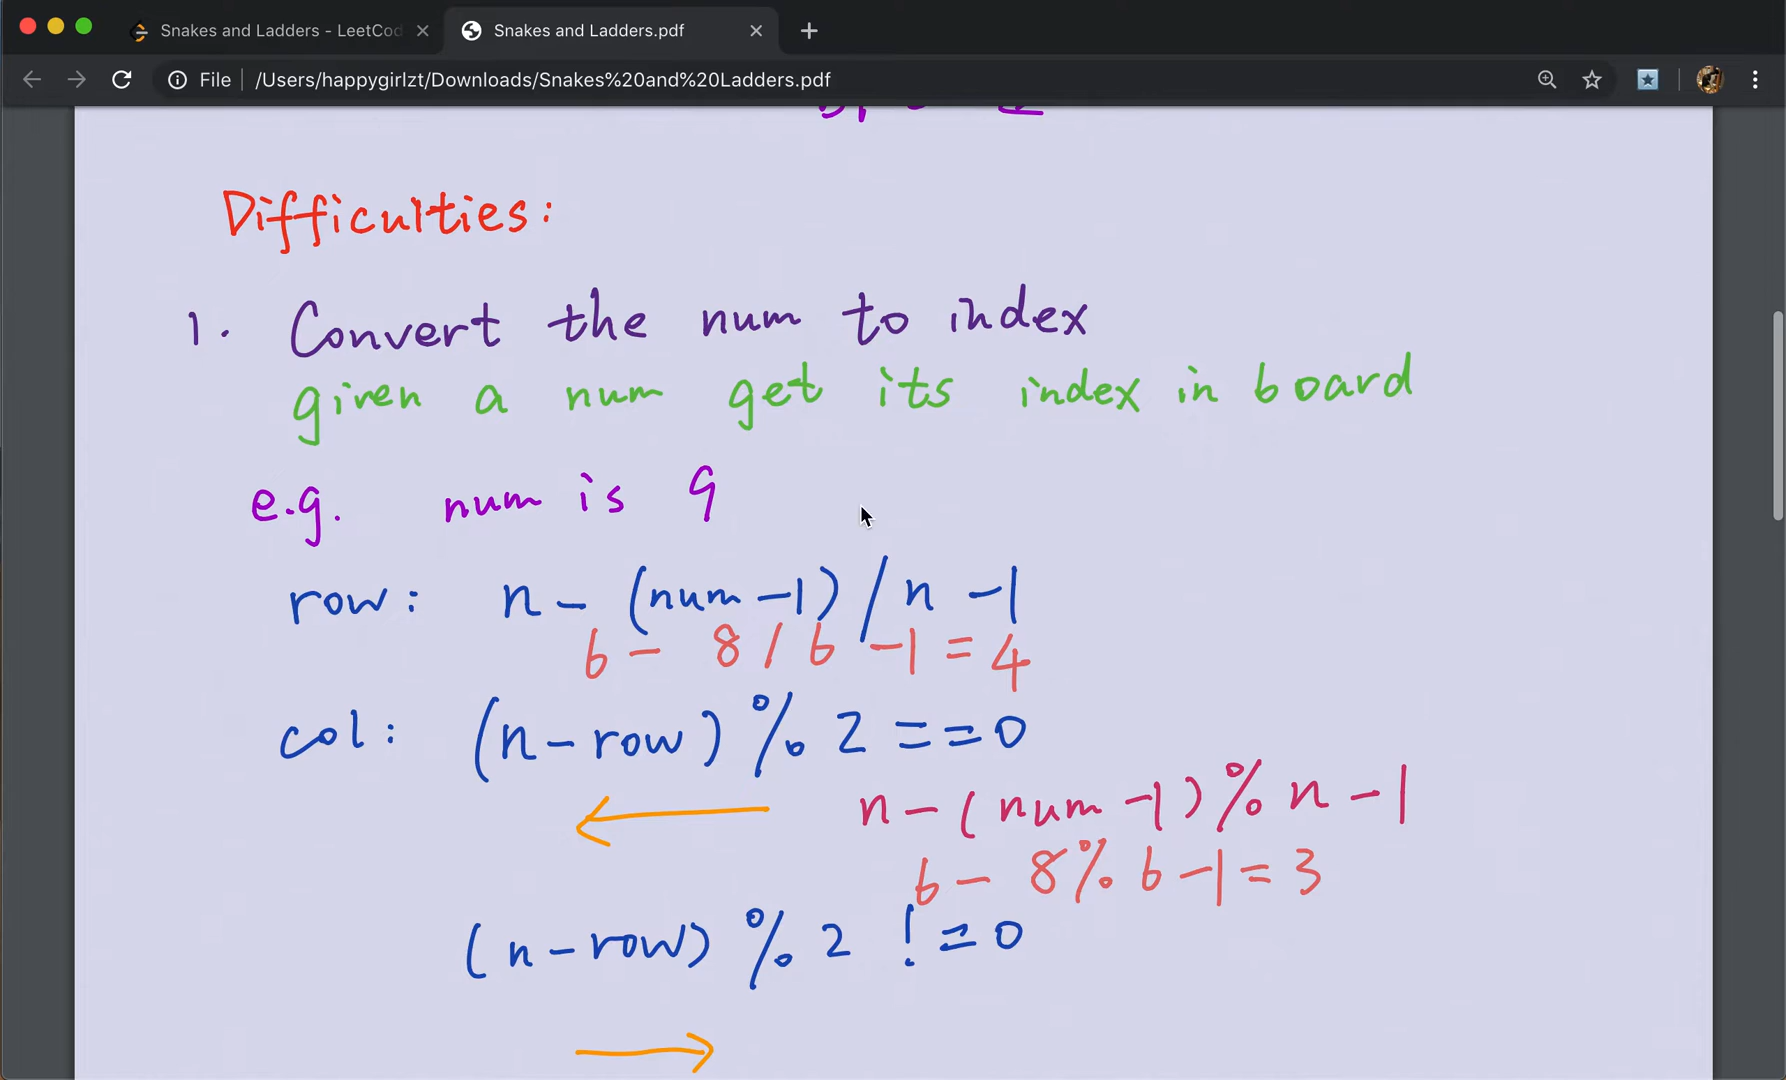 Snakes and Ladders - LeetCod
Snakes and Ladders.pdf
File
/Users/happygirlzt/Downloads/Snakes%20and%20Ladders.pdf
Difficulties:
1. Convert the num to index
given a num get its index in board
e.g. num is 9
row: n - (num - 1) / n - 1
6 - 8 / 6 - 1 = 4
col: (n - row) % 2 == 0
n - (num - 1) % n - 1
6 - 8 % 6 - 1 = 3
(n - row) % 2 != 0